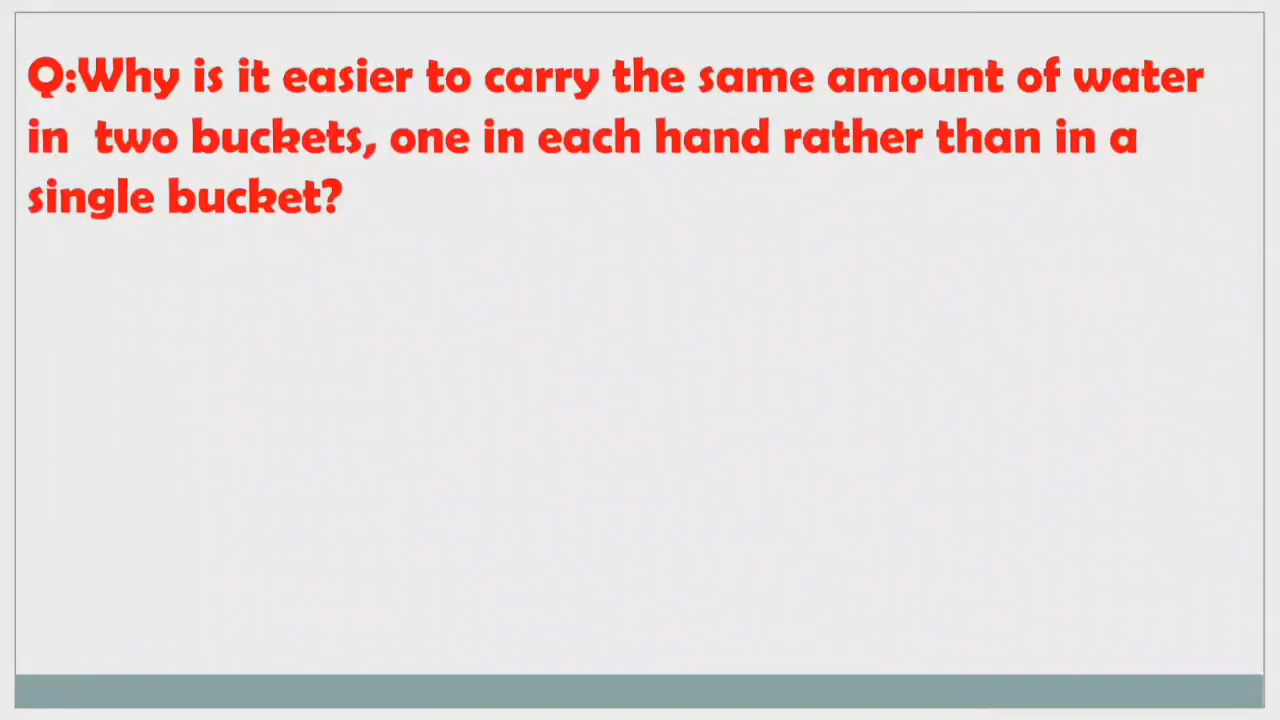 Q:Why is it easier to carry the same amount of water
in two buckets, one in each hand rather than in a
single bucket?